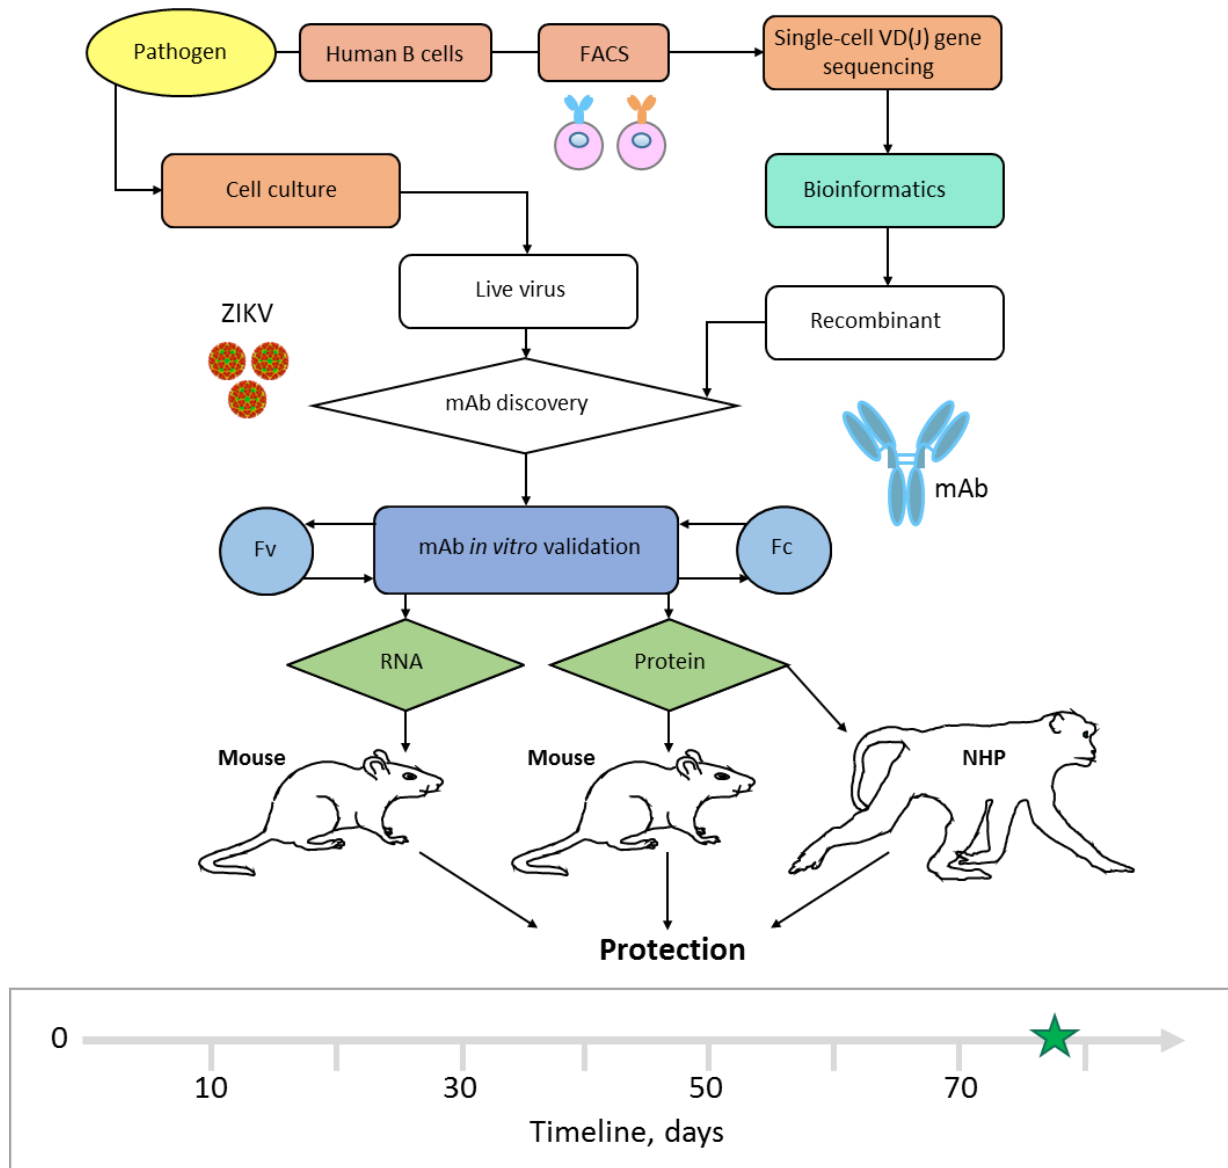 Pathogen
Human B cells
FACS
Single-cell VD(J) gene
sequencing
Cell culture
Bioinformatics
Live virus
ZIKV
Recombinant
mAb discovery
mAb
Fv
mAb in vitro validation
Fc
RNA
Protein
Mouse
Mouse
NHP
Protection
0
10
30
50
70
Timeline, days